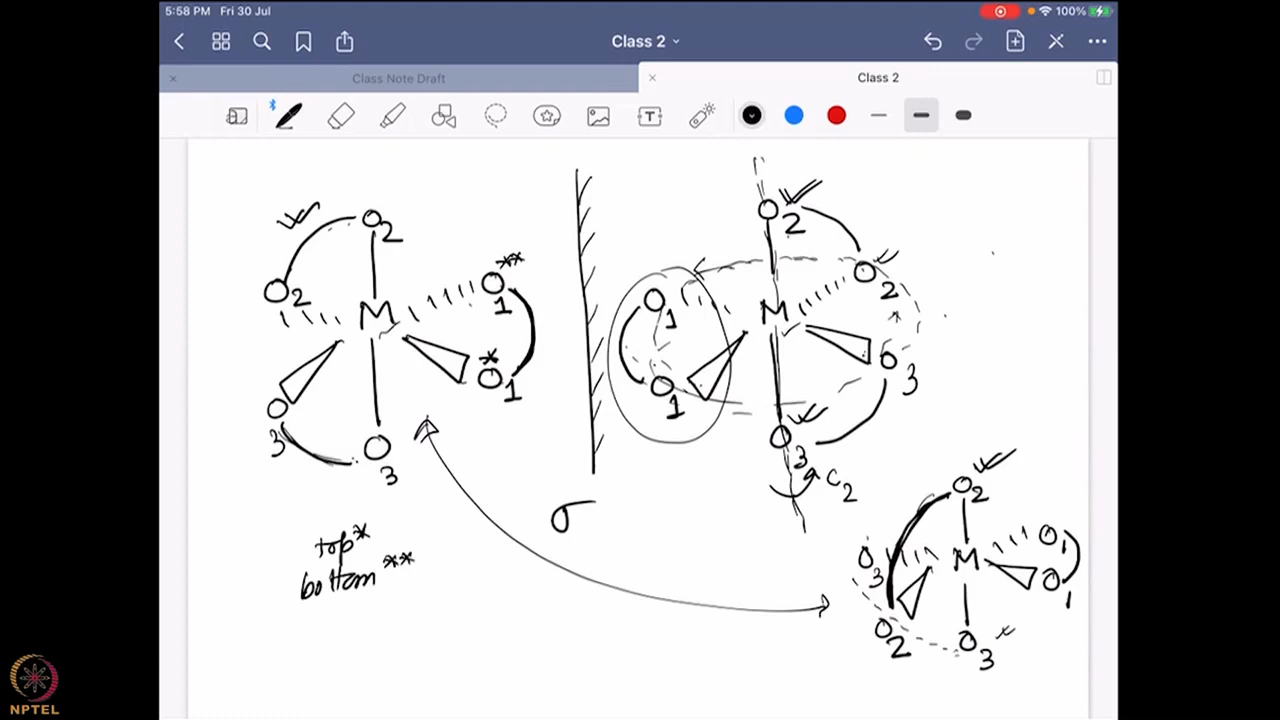 5:58 PM Fri 30 Jul
100%
Class 2
Class Note Draft
Class 2
T
O2
O2
M
O1**
O1*
O3
O3
top*
bottom**
σ
O2
O2
O1
M
*
O1
O3
O3
C2
O2
O3
M
O1
O1
O2
O3
NPTEL